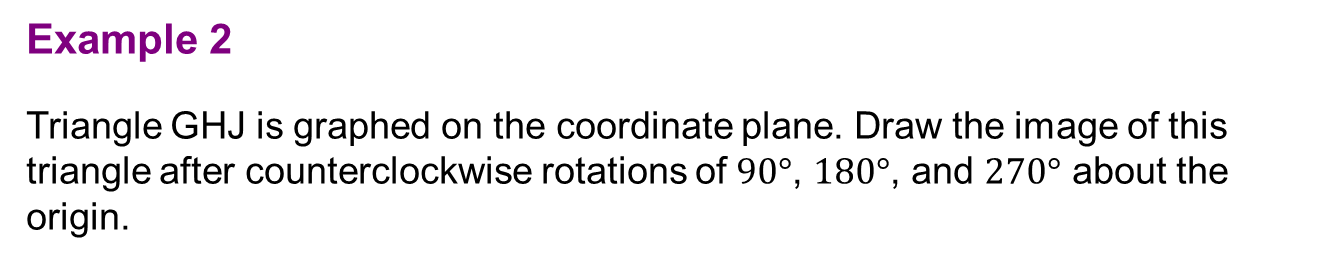 Example 2
Triangle GHJ is graphed on the coordinate plane. Draw the image of this
triangle after counterclockwise rotations of 90°, 180°, and 270° about the
origin.